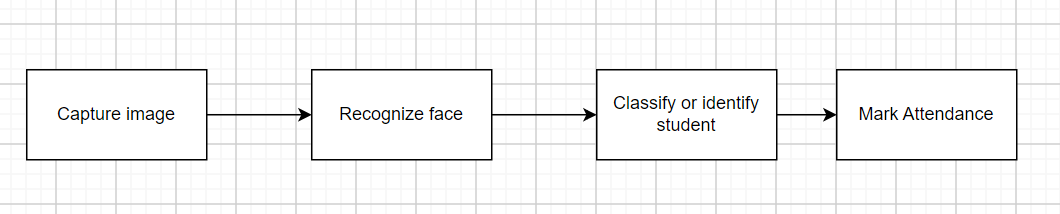 Capture image
Recognize face
Classify or identify
student
Mark Attendance